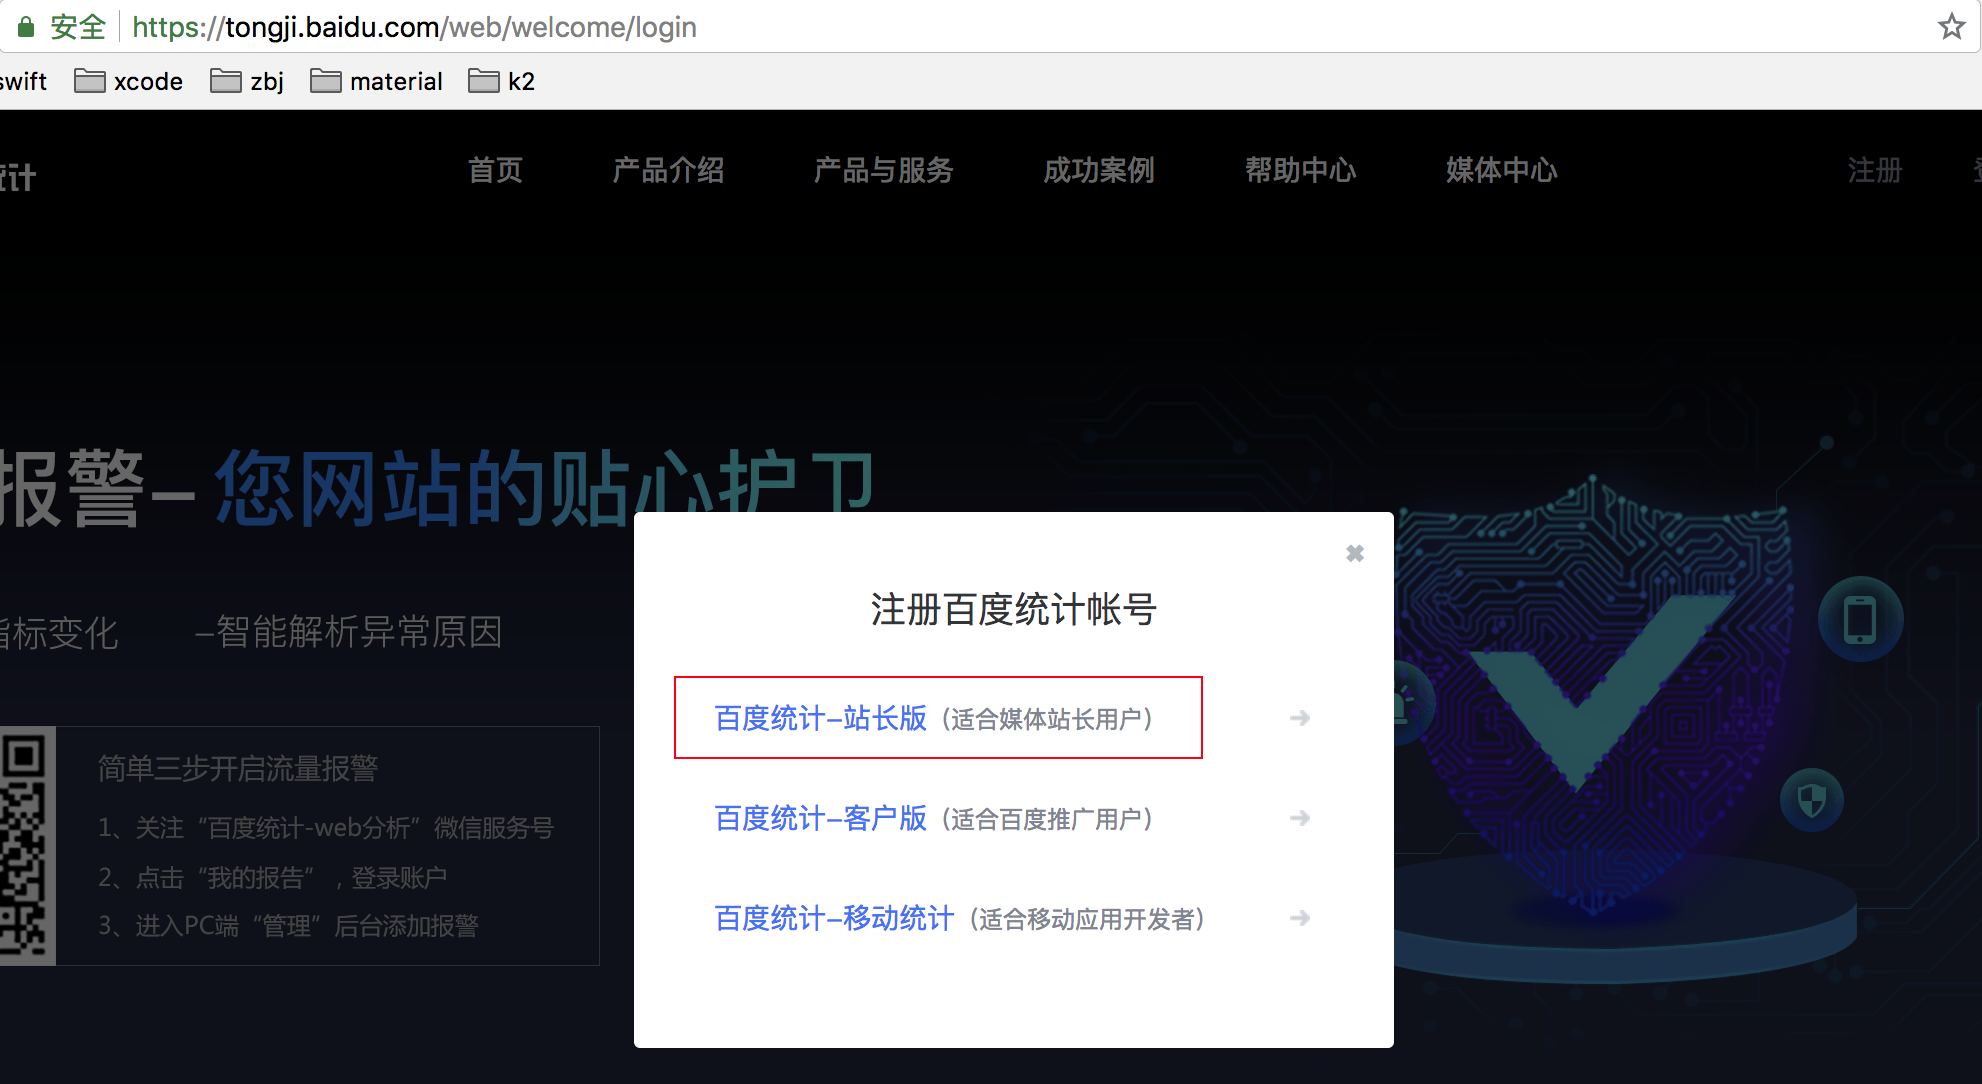 安全 https://tongji.baidu.com/web/welcome/login
swift xcode zbj material k2
统计 首页 产品介绍 产品与服务 成功案例 帮助中心 媒体中心 注册
报警– 您网站的贴心护卫
指标变化 –智能解析异常原因
简单三步开启流量报警
1、关注“百度统计-web分析”微信服务号
2、点击“我的报告”，登录账户
3、进入PC端“管理”后台添加报警
注册百度统计帐号
百度统计–站长版（适合媒体站长用户）
百度统计–客户版（适合百度推广用户）
百度统计–移动统计（适合移动应用开发者）